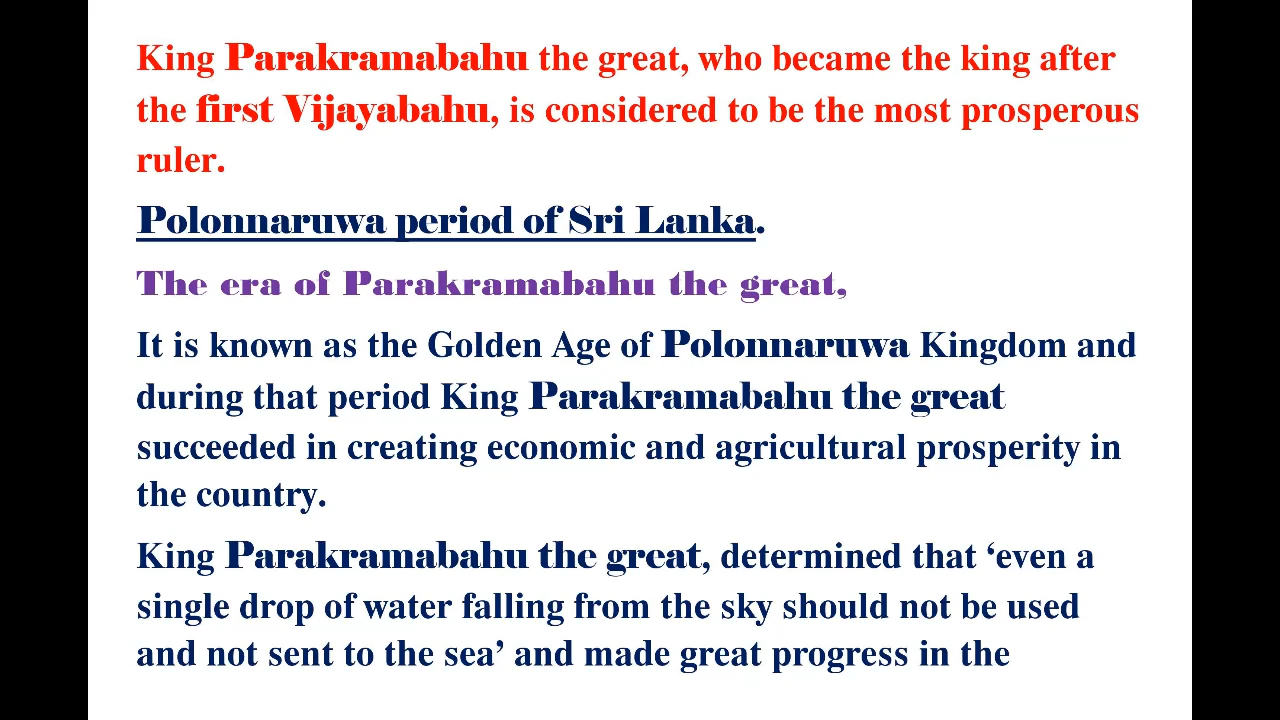 King Parakramabahu the great, who became the king after
the first Vijayabahu, is considered to be the most prosperous
ruler.
Polonnaruwa period of Sri Lanka.
The era of Parakramabahu the great,
It is known as the Golden Age of Polonnaruwa Kingdom and
during that period King Parakramabahu the great
succeeded in creating economic and agricultural prosperity in
the country.
King Parakramabahu the great, determined that ‘even a
single drop of water falling from the sky should not be used
and not sent to the sea’ and made great progress in the